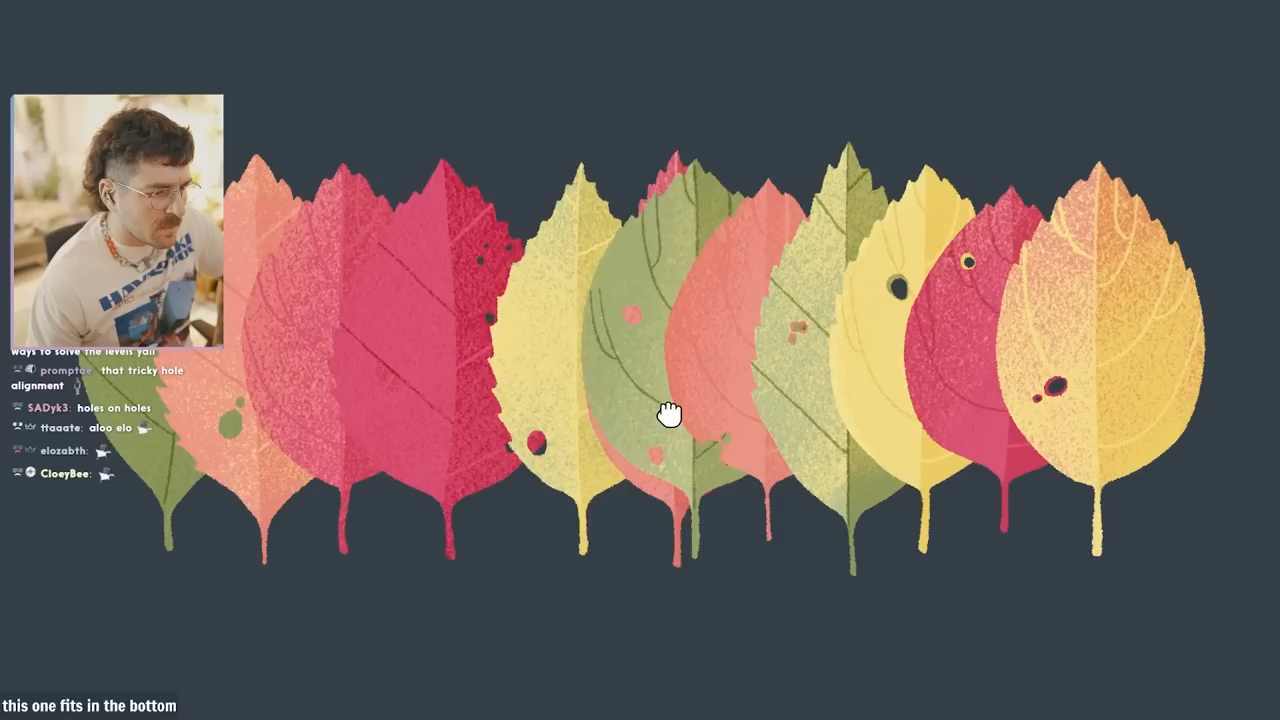 ways to solve the levels yall
promptae: that tricky hole
alignment
SADyk3: holes on holes
ttaaate: aloo elo
elozabth:
CloeyBee:
this one fits in the bottom